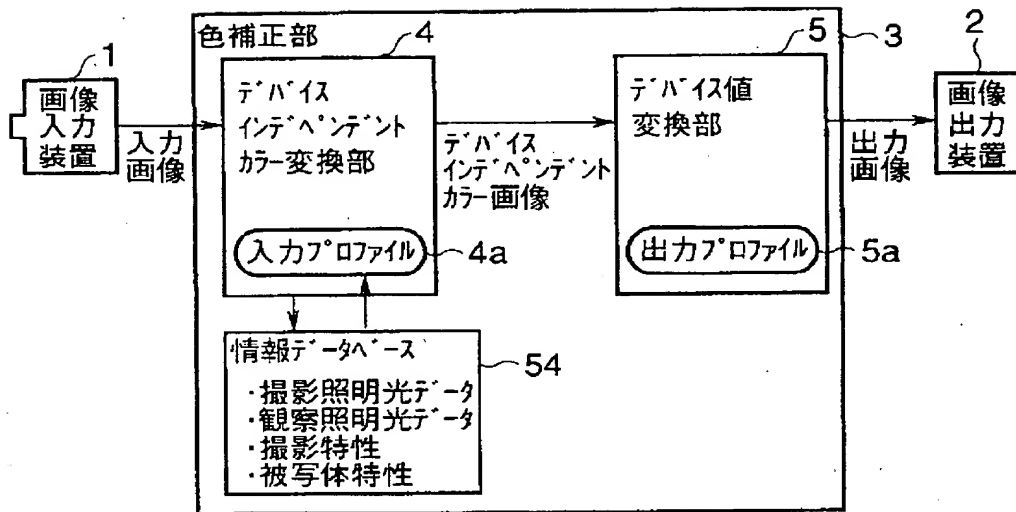 色補正部
4
5
3
1
2
画像
入力
装置
入力
画像
デバイス
インデペンデント
カラー変換部
入力プロファイル
4a
デバイス
インデペンデント
カラー画像
デバイス値
変換部
出力プロファイル
5a
出力
画像
画像
出力
装置
情報データベース
54
・撮影照明光データ
・観察照明光データ
・撮影特性
・被写体特性